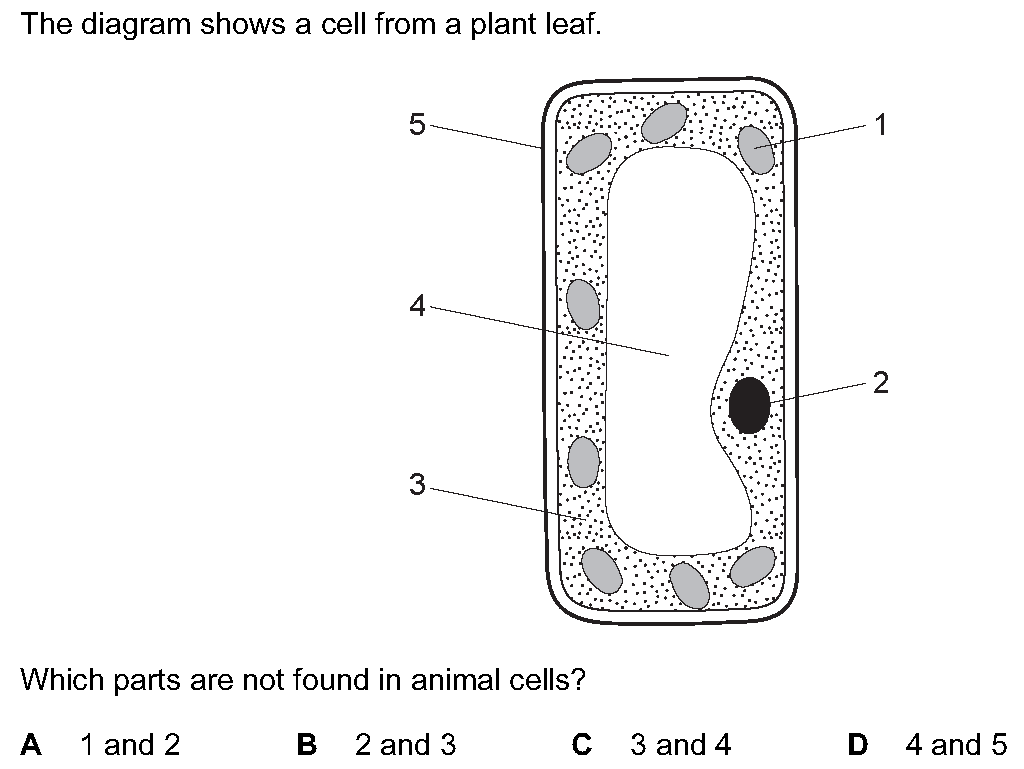 The diagram shows a cell from a plant leaf.
5
1
4
2
3
Which parts are not found in animal cells?
A 1 and 2 B 2 and 3 C 3 and 4 D 4 and 5